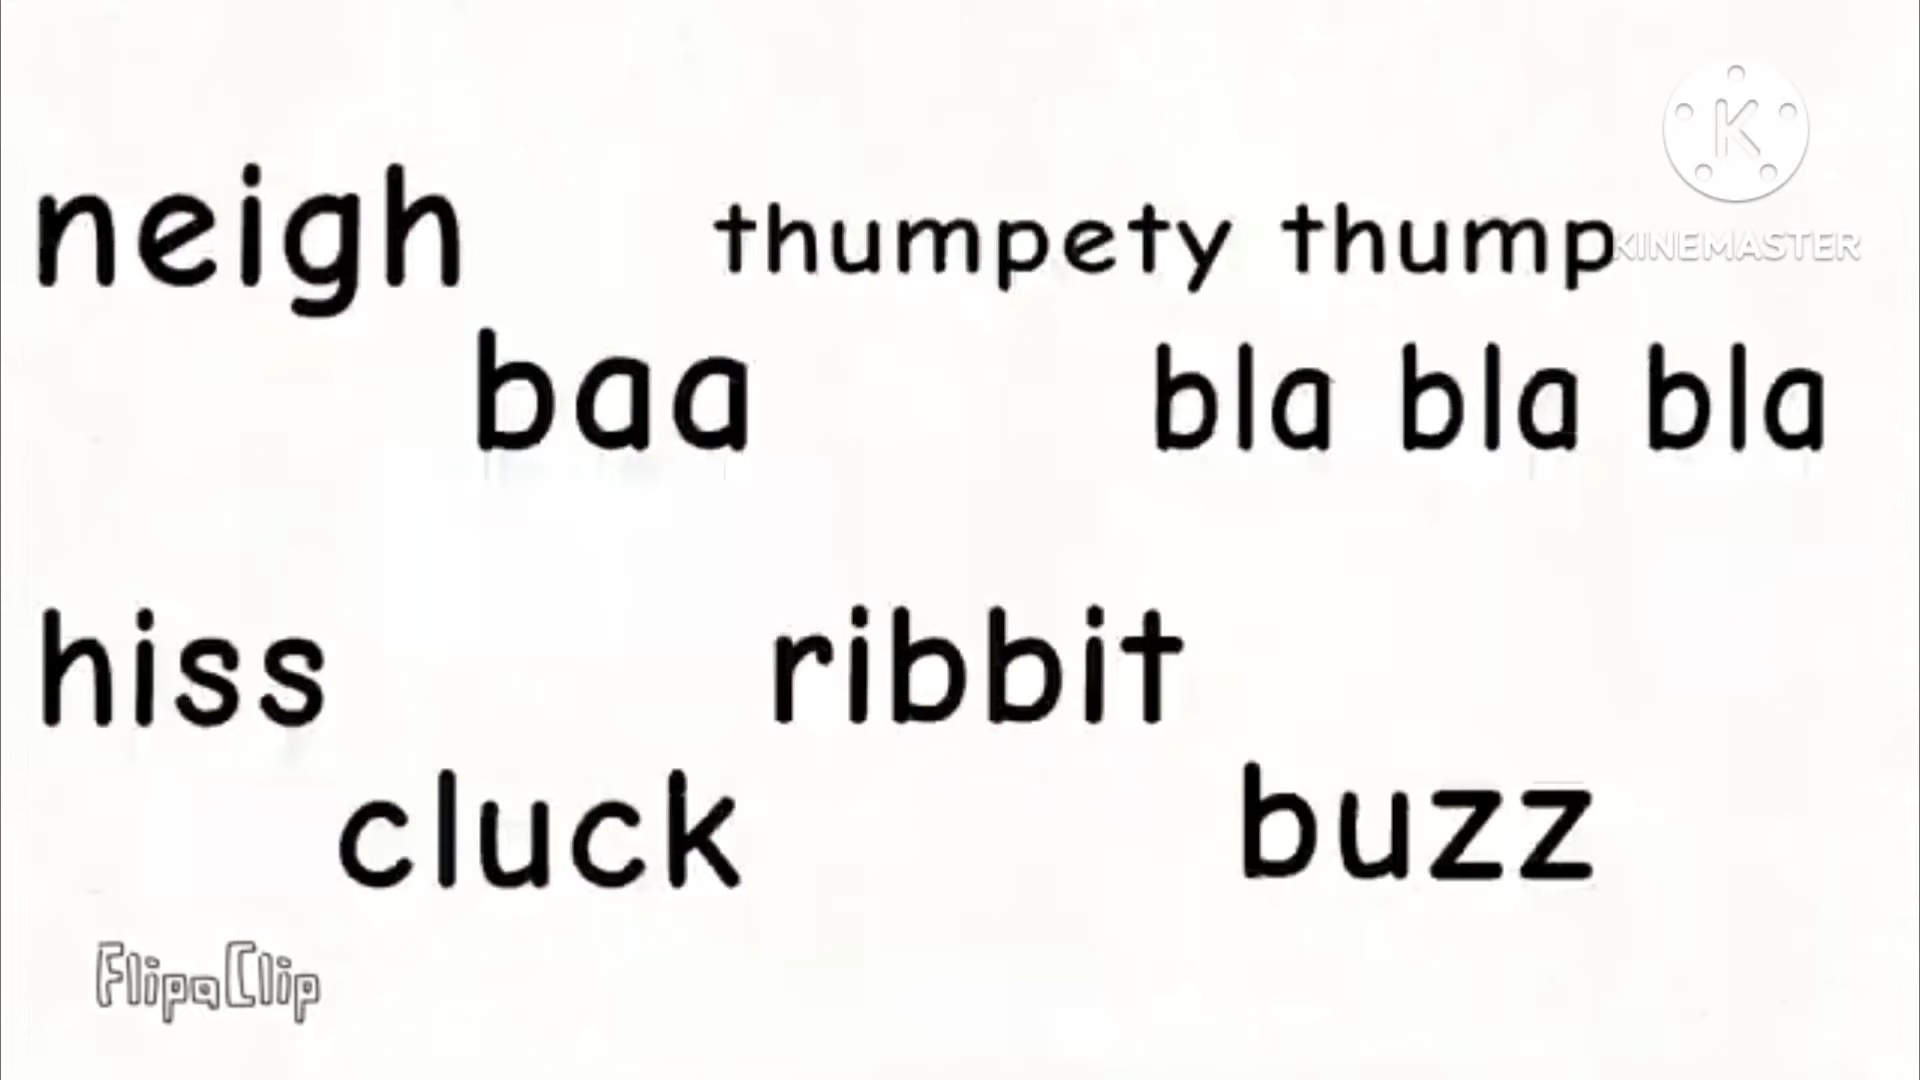 neigh
thumpety thump
KINEMASTER
baa
bla bla bla
hiss
ribbit
cluck
buzz
FlipaClip
K